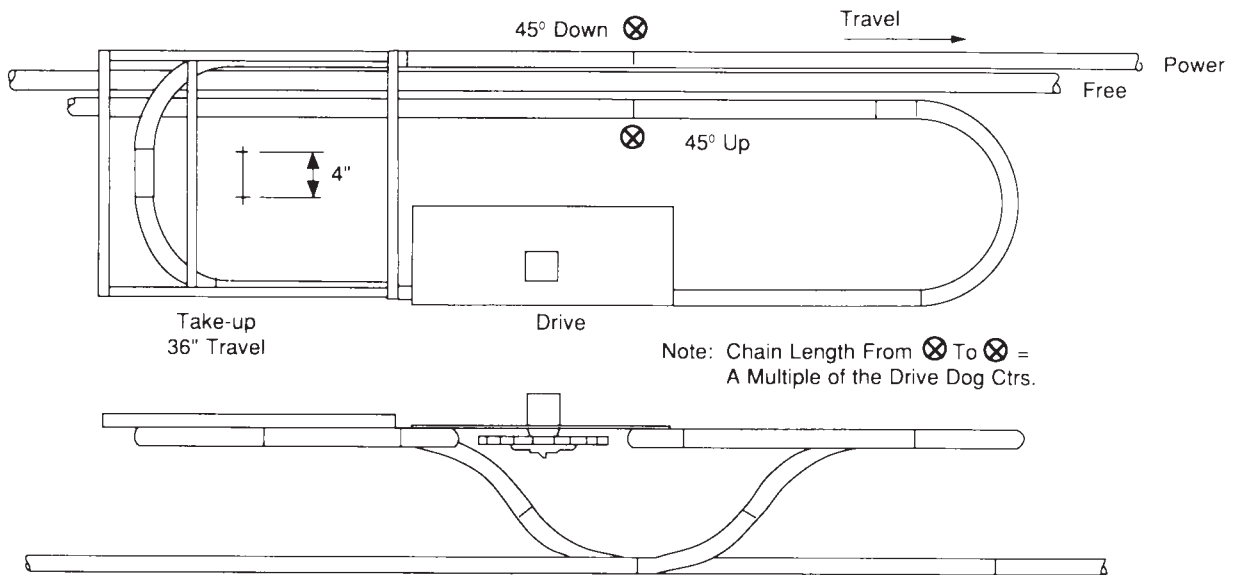 45° Down
Travel
Power
Free
45° Up
4"
Take-up
36" Travel
Drive
Note: Chain Length From ⊗ To ⊗ =
A Multiple of the Drive Dog Ctrs.